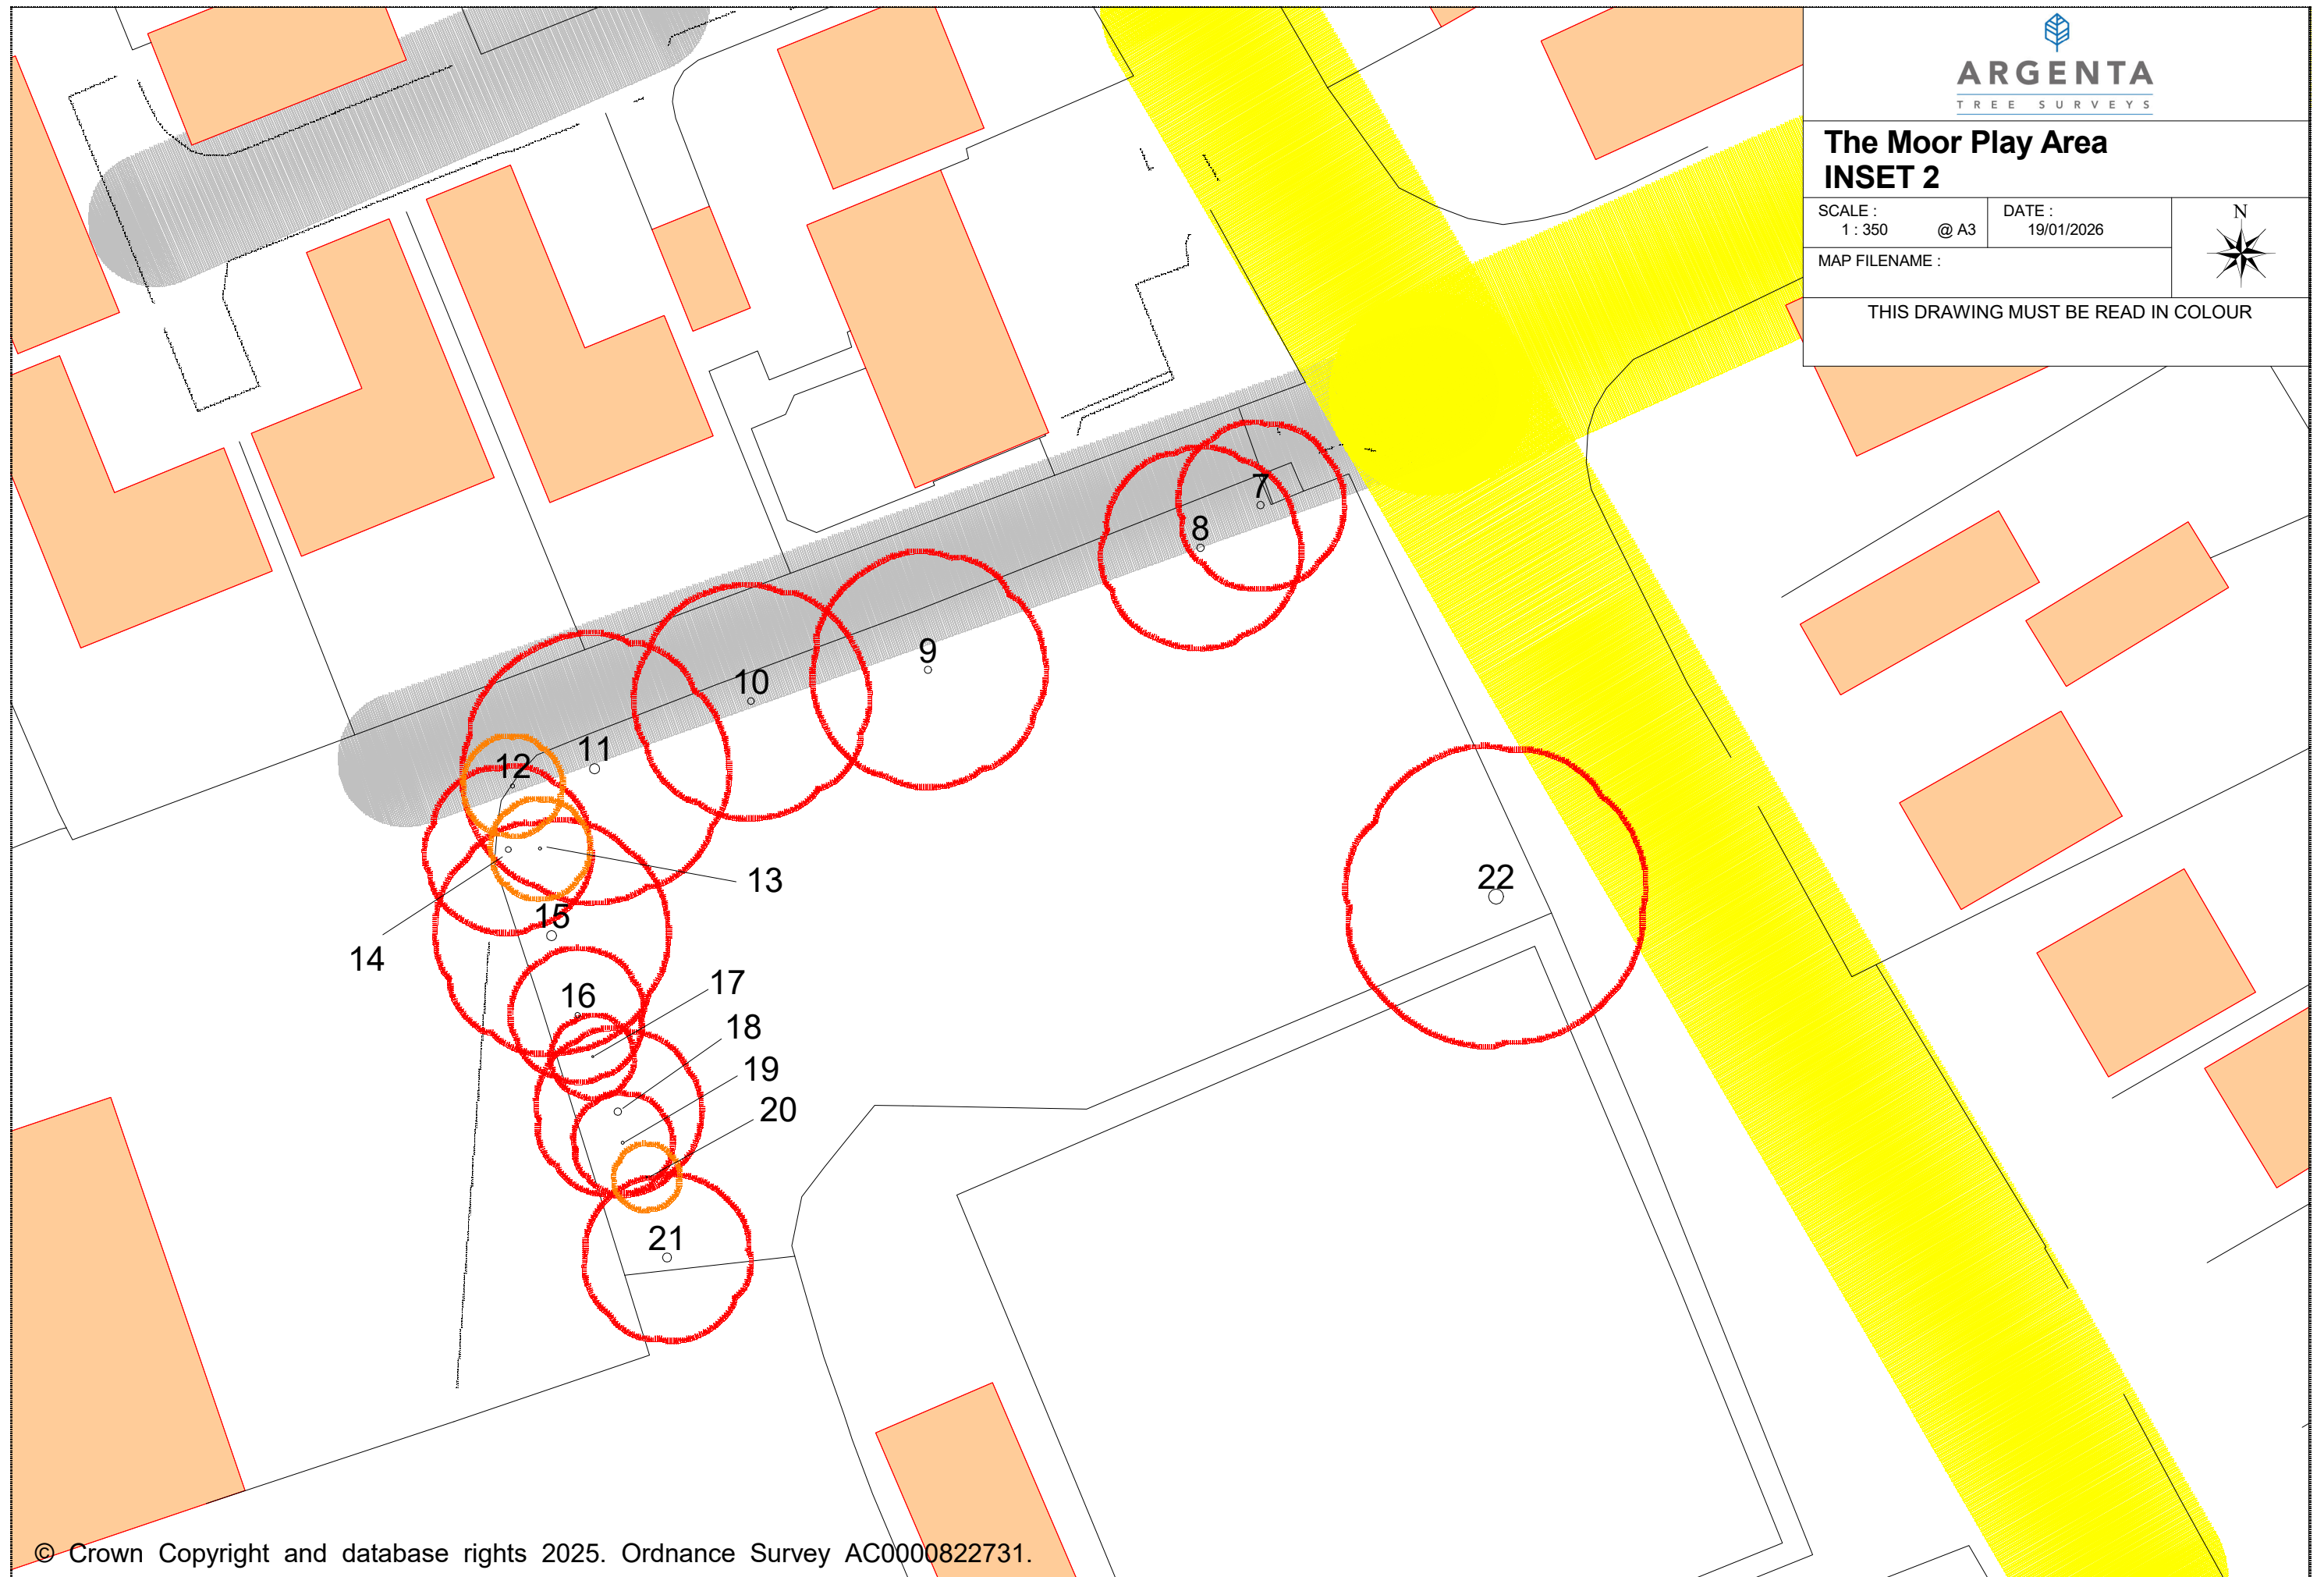 ARGENTA
TREE SURVEYS
The Moor Play Area
INSET 2
SCALE :
1 : 350 @ A3
DATE :
19/01/2026
N
MAP FILENAME :
THIS DRAWING MUST BE READ IN COLOUR
7
8
9
10
11
12
13
14
15
16
17
18
19
20
21
22
© Crown Copyright and database rights 2025. Ordnance Survey AC0000822731.